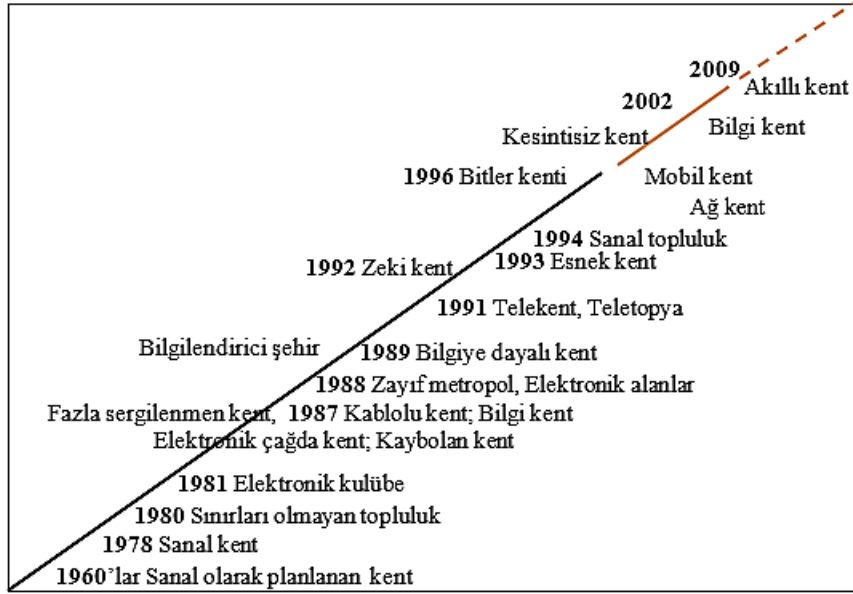 2009
Akıllı kent
2002
Bilgi kent
Kesintisiz kent
1996 Bitler kenti
Mobil kent
Ağ kent
1994 Sanal topluluk
1992 Zeki kent
1993 Esnek kent
1991 Telekent, Teletopya
Bilgilendirici şehir
1989 Bilgiye dayalı kent
1988 Zayıf metropol, Elektronik alanlar
Fazla sergilenmen kent, 1987 Kablolu kent; Bilgi kent
Elektronik çağda kent; Kaybolan kent
1981 Elektronik kulübe
1980 Sınırları olmayan topluluk
1978 Sanal kent
1960’lar Sanal olarak planlanan kent